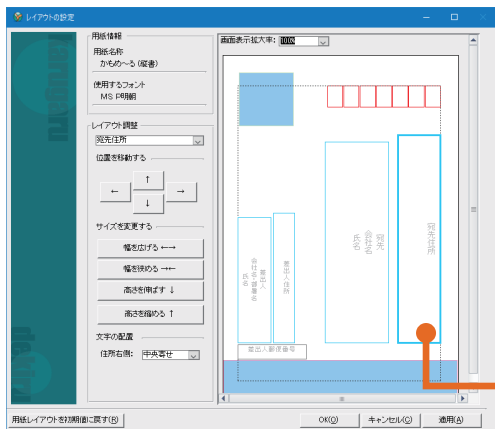 レイアウトの設定
用紙情報
用紙名称
かもめ～る (縦書)
使用するフォント
MS P明朝
レイアウト調整
宛先住所
位置を移動する
↑
← →
↓
サイズを変更する
幅を広げる ←→
幅を狭める →←
高さを伸ばす ↓
高さを縮める ↑
文字の配置
住所右側: 中央寄せ
画面表示拡大率: 100%
宛先住所
宛先
会社名
氏名
差出人住所
差出人
会社名・部署名
氏名
差出人郵便番号
用紙レイアウトを初期値に戻す(R)
OK(O)
キャンセル(C)
適用(A)